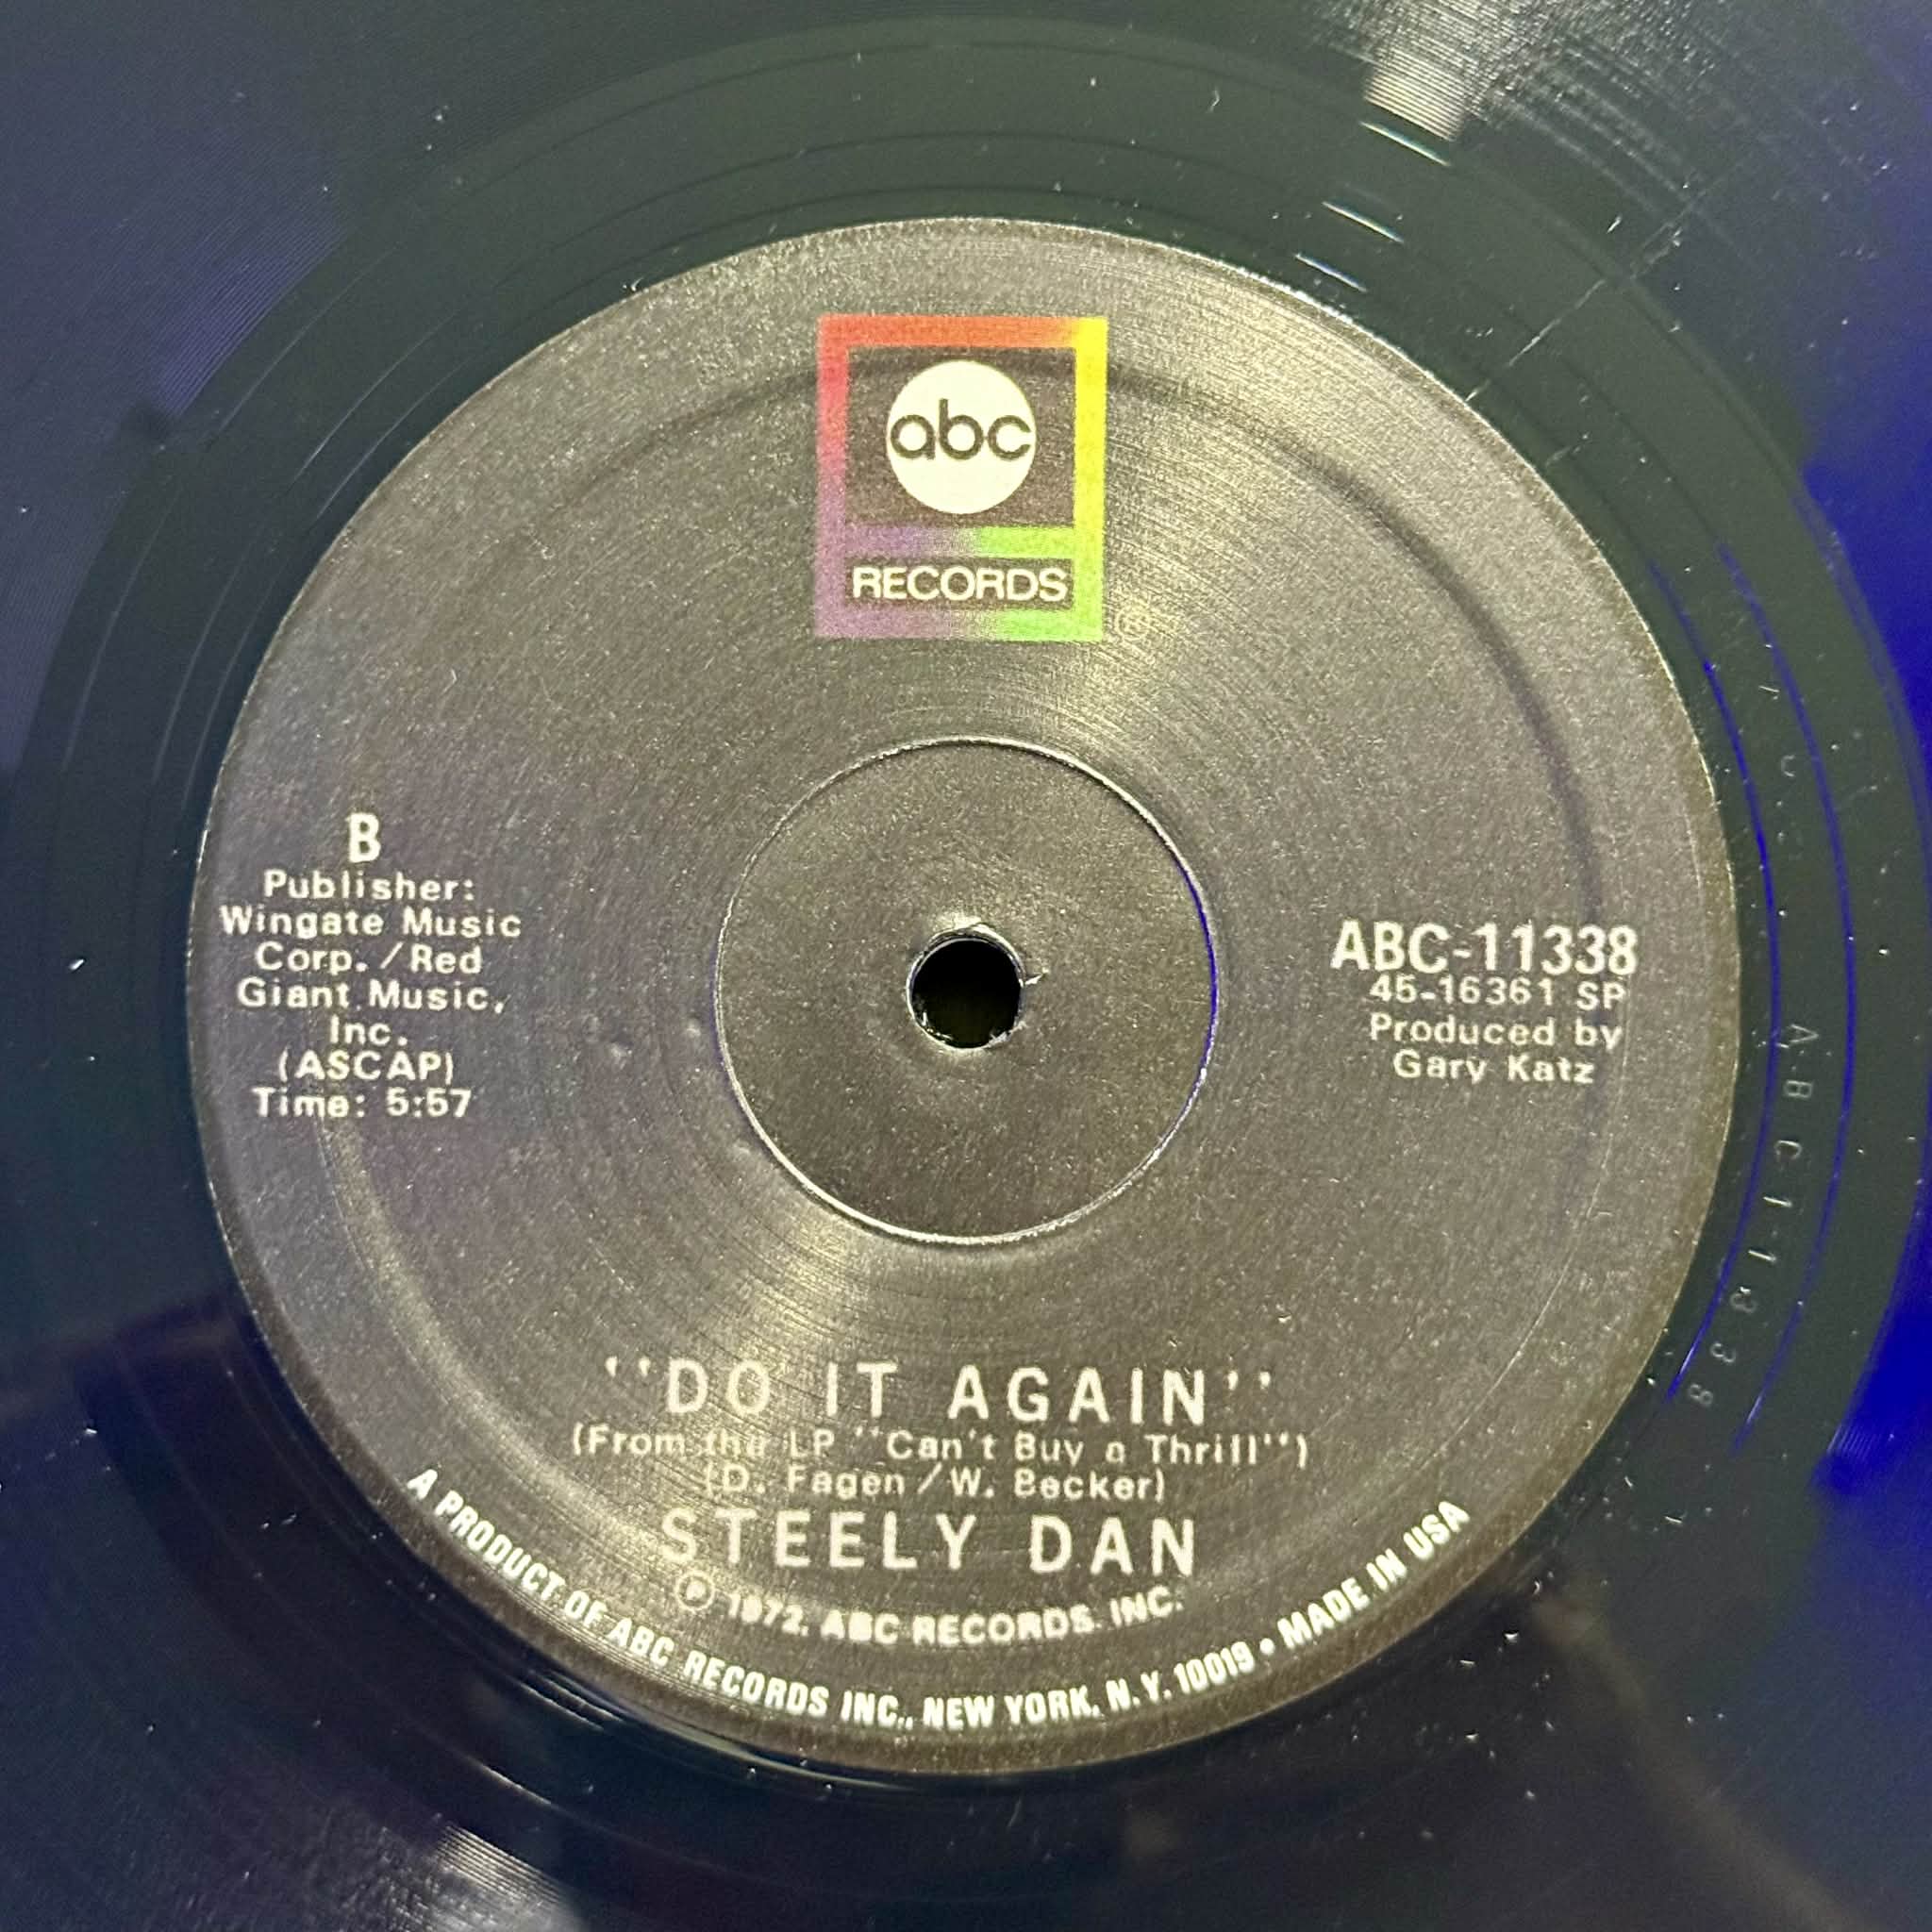 abc
RECORDS
©
B
Publisher:
Wingate Music
Corp./Red
Giant Music,
Inc.
(ASCAP)
Time: 5:57
ABC-11338
45-16361 SP
Produced by
Gary Katz
"DO IT AGAIN"
(From the LP "Can't Buy a Thrill")
(D. Fagen/W. Becker)
STEELY DAN
℗ 1972, ABC RECORDS, INC.
A PRODUCT OF ABC RECORDS INC., NEW YORK, N.Y. 10019 • MADE IN USA
ABC11338